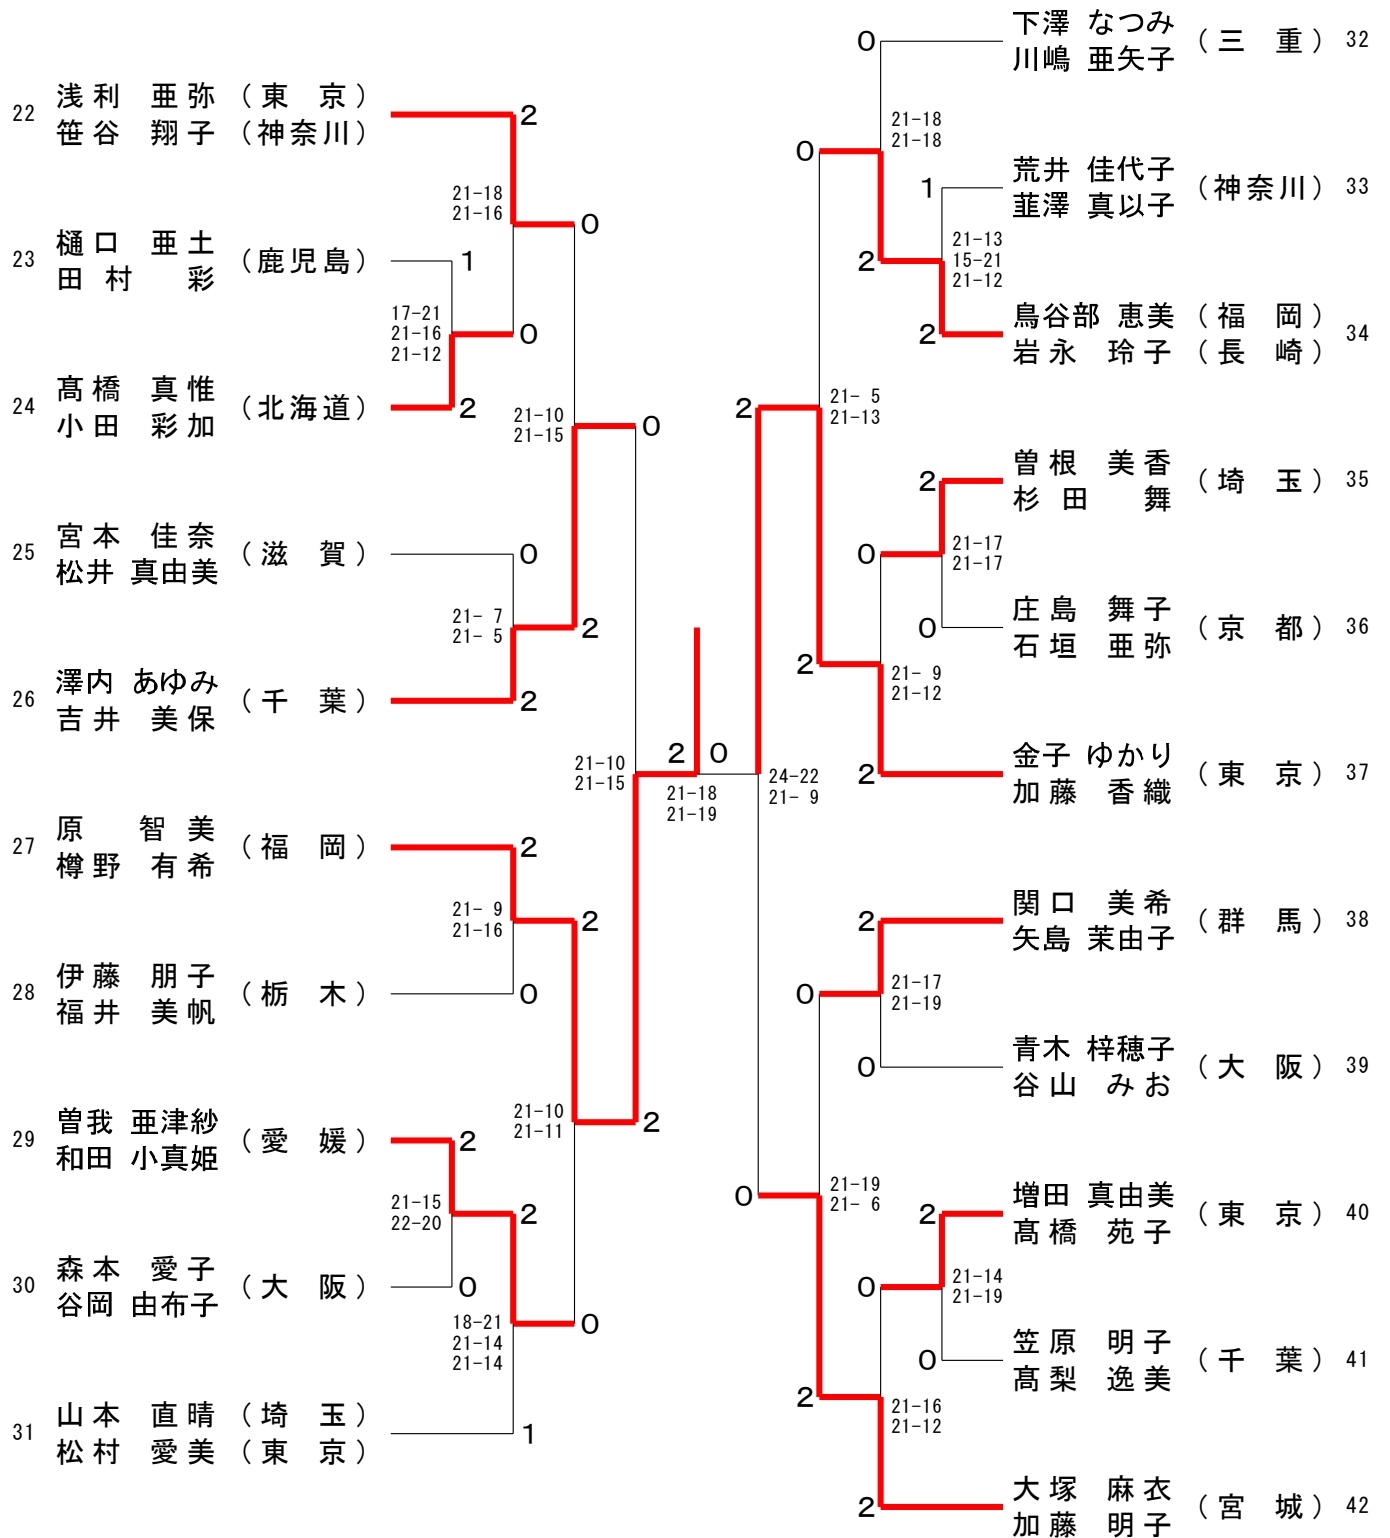 22 浅利 亜弥 (東 京)
笹谷 翔子 (神奈川)
2
21-18
21-16
0
23 樋口 亜土 (鹿児島)
田村 彩
1
17-21
21-16
21-12
0
24 髙橋 真惟 (北海道)
小田 彩加
2
21-10
21-15
0
25 宮本 佳奈 (滋 賀)
松井 真由美
0
21- 7
21- 5
2
26 澤内 あゆみ (千 葉)
吉井 美保
2
21-10
21-15
27 原 智美 (福 岡)
樽野 有希
2
21- 9
21-16
2
28 伊藤 朋子 (栃 木)
福井 美帆
0
21-10
21-11
2
29 曽我 亜津紗 (愛 媛)
和田 小真姫
2
21-15
22-20
2
30 森本 愛子 (大 阪)
谷岡 由布子
0
18-21
21-14
21-14
0
31 山本 直晴 (埼 玉)
松村 愛美 (東 京)
1
2 0
21-18
21-19
0 下澤 なつみ (三 重) 32
川嶋 亜矢子
21-18
21-18
0
1 荒井 佳代子 (神奈川) 33
韮澤 真以子
21-13
15-21
21-12
2
2 鳥谷部 恵美 (福 岡) 34
岩永 玲子 (長 崎)
2
21- 5
21-13
2 曽根 美香 (埼 玉) 35
杉田 舞
0
21-17
21-17
0 庄島 舞子 (京 都) 36
石垣 亜弥
2
21- 9
21-12
2 金子 ゆかり (東 京) 37
加藤 香織
24-22
21- 9
2 関口 美希 (群 馬) 38
矢島 茉由子
0
21-17
21-19
0 青木 梓穂子 (大 阪) 39
谷山 みお
0
21-19
21- 6
2 増田 真由美 (東 京) 40
髙橋 苑子
0
21-14
21-19
0 笠原 明子 (千 葉) 41
髙梨 逸美
2
21-16
21-12
2 大塚 麻衣 (宮 城) 42
加藤 明子